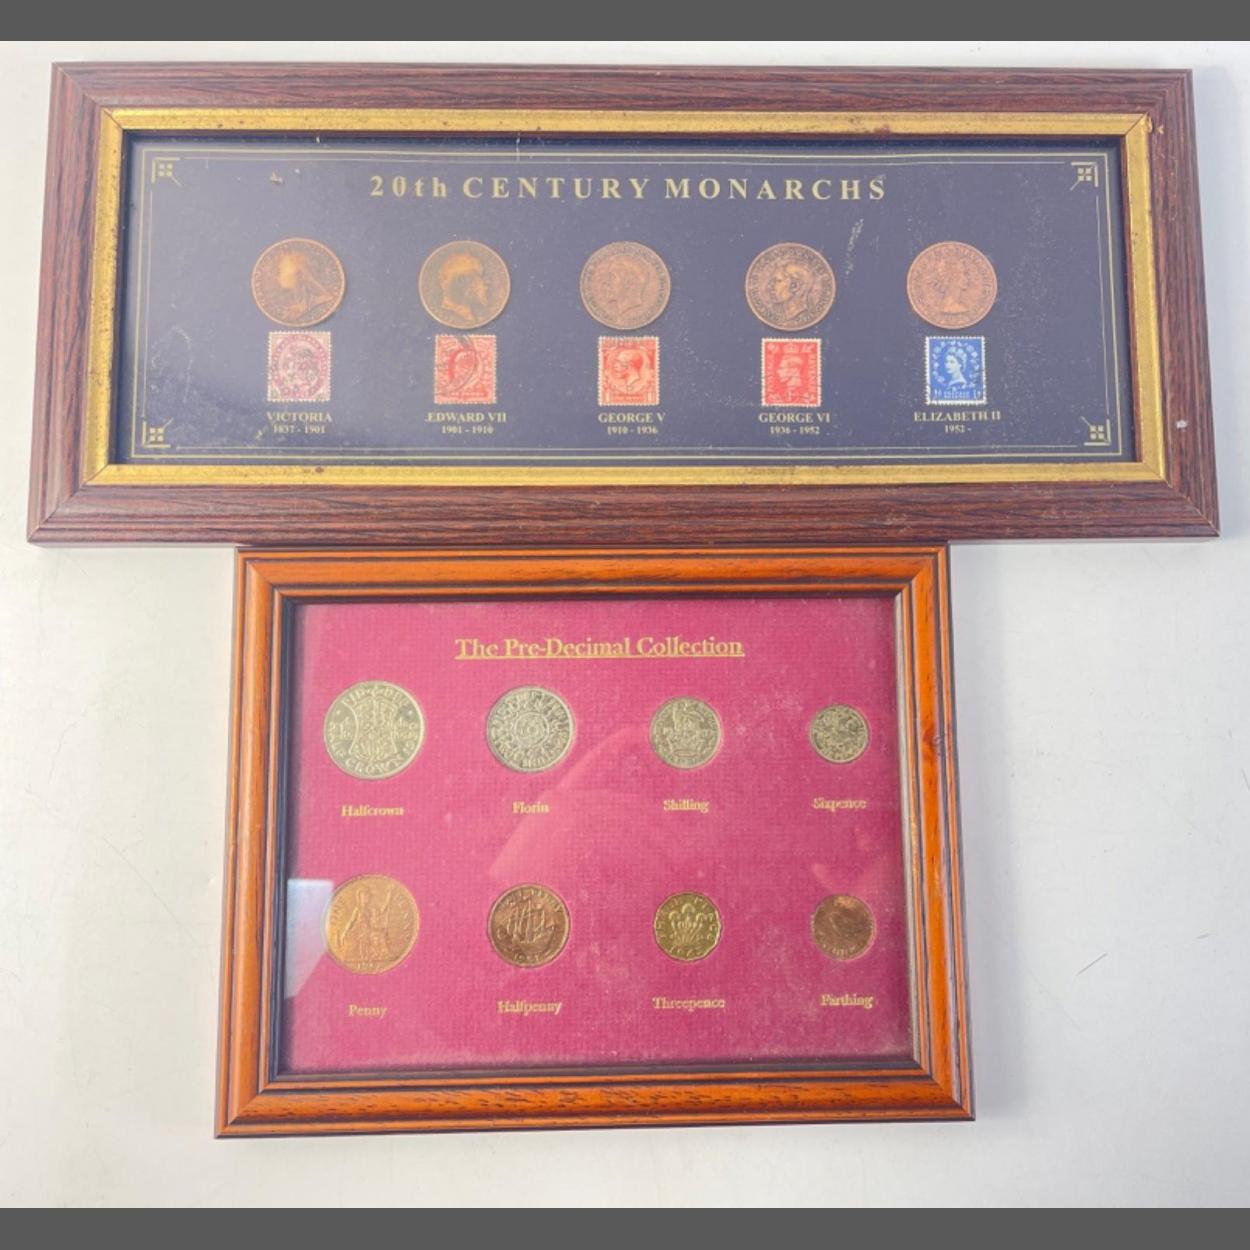 20th CENTURY MONARCHS
VICTORIA
1837 - 1901
EDWARD VII
1901 - 1910
GEORGE V
1910 - 1936
GEORGE VI
1936 - 1952
ELIZABETH II
1952 -
The Pre-Decimal Collection
Halfcrown
Florin
Shilling
Sixpence
Penny
Halfpenny
Threepence
Farthing